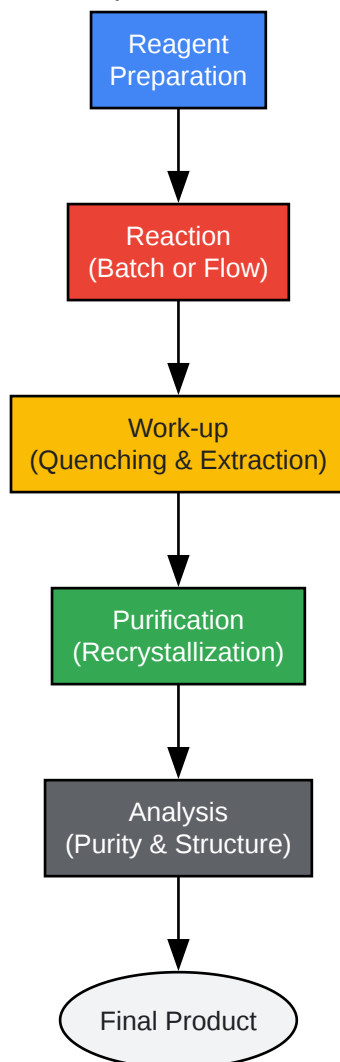 Reagent
Preparation
Reaction
(Batch or Flow)
Work-up
(Quenching & Extraction)
Purification
(Recrystallization)
Analysis
(Purity & Structure)
Final Product